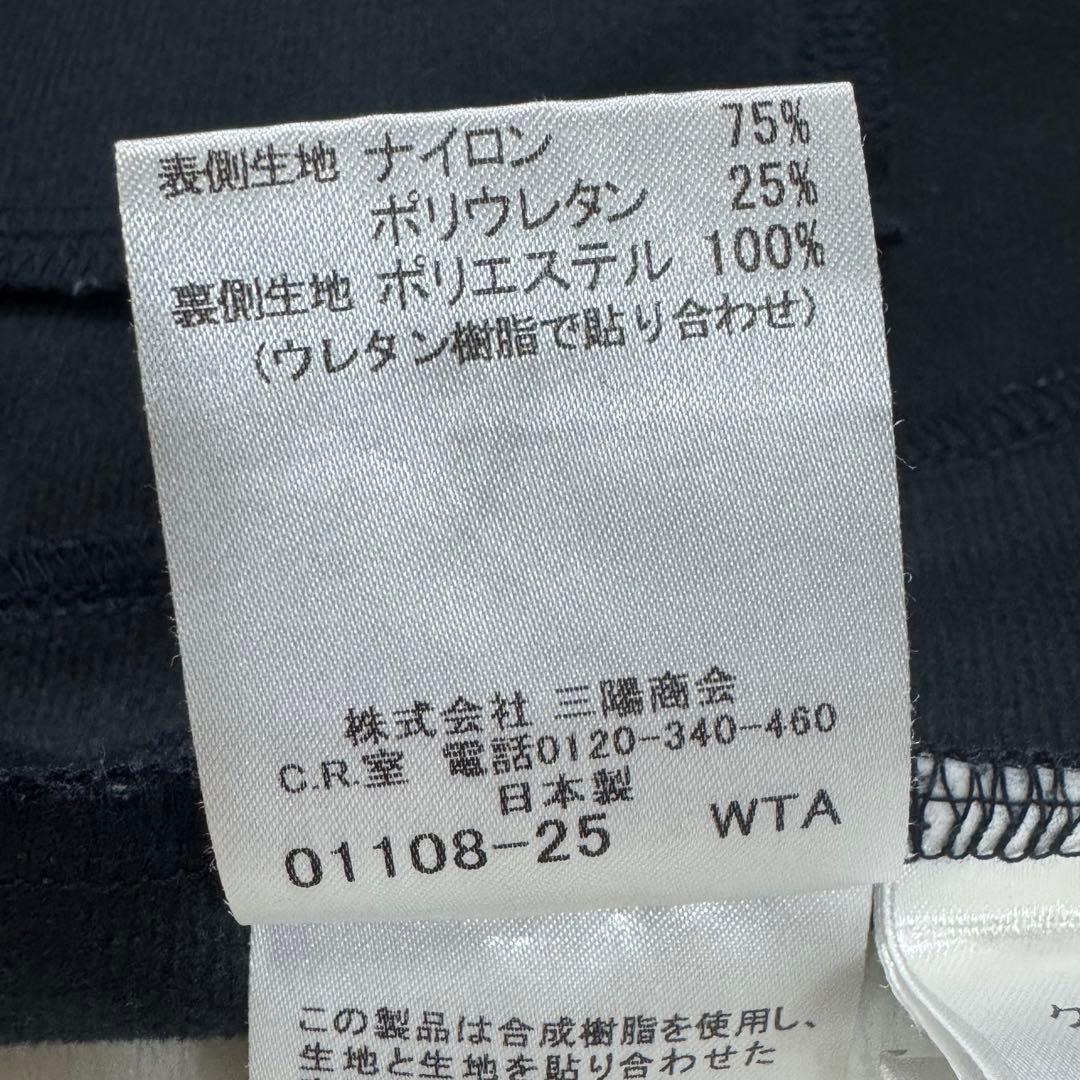 表側生地 ナイロン 75%
ポリウレタン 25%
裏側生地 ポリエステル 100%
(ウレタン樹脂で貼り合わせ)
株式会社 三陽商会
C.R.室 電話0120-340-460
日本製
01108-25 WTA
この製品は合成樹脂を使用し、
生地と生地を貼り合わせた